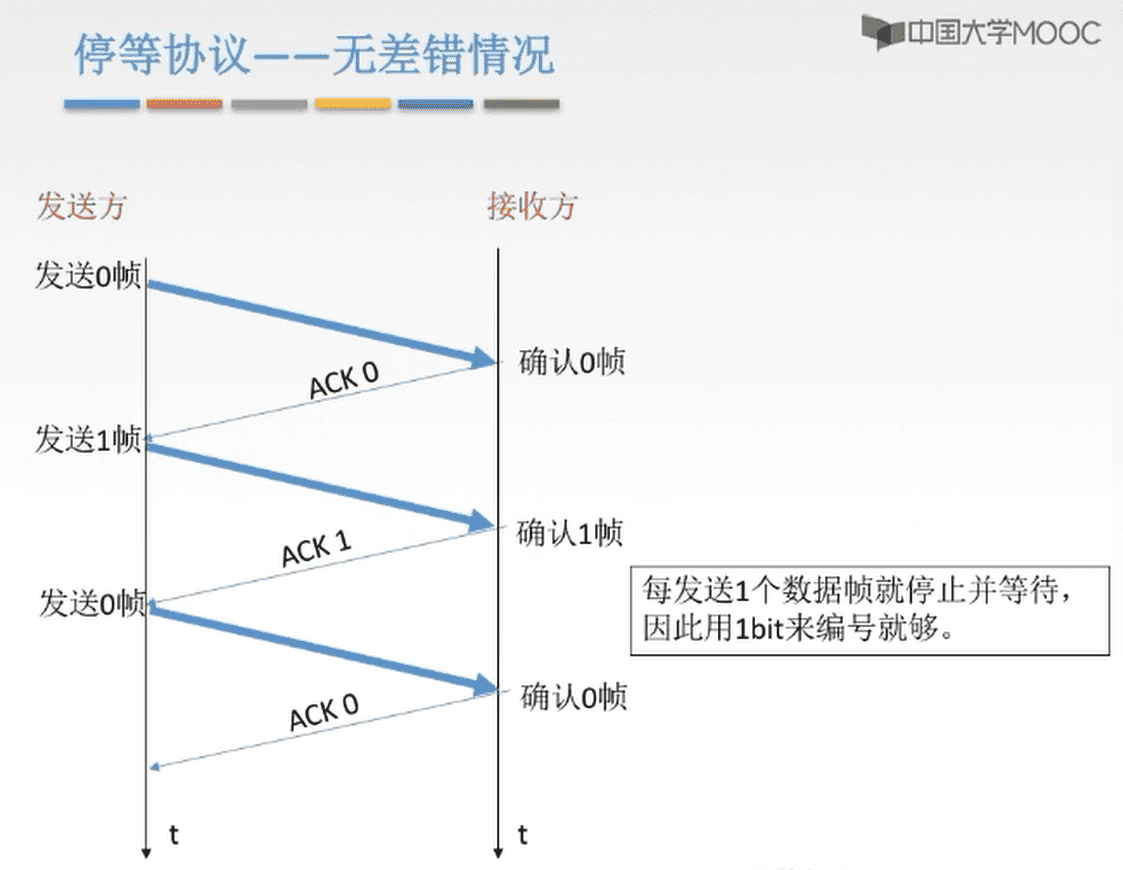 停等协议——无差错情况
中国大学MOOC
发送方
接收方
发送0帧
确认0帧
ACK 0
发送1帧
确认1帧
ACK 1
每发送1个数据帧就停止并等待，
因此用1bit来编号就够。
发送0帧
确认0帧
ACK 0
t
t